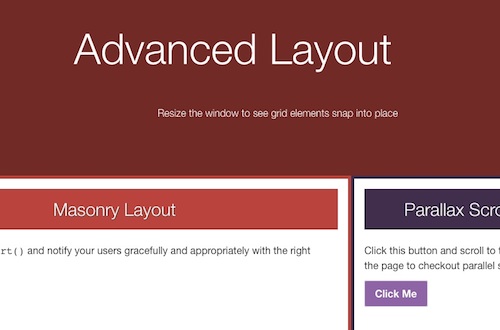 Advanced Layout
Resize the window to see grid elements snap into place
Masonry Layout
rt() and notify your users gracefully and appropriately with the right
Parallax
Click this button and scroll to
the page to checkout parallel
Click Me